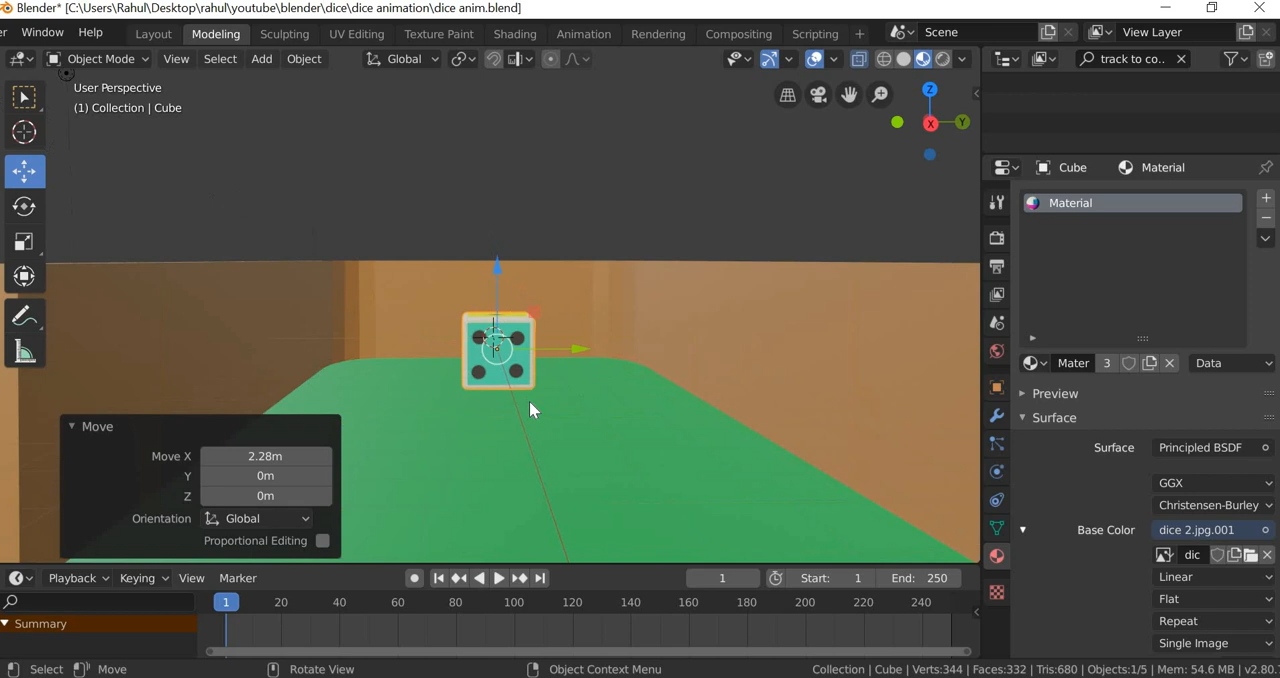 Blender* [C:\Users\Rahul\Desktop\rahul\youtube\blender\dice\dice animation\dice anim.blend]
Window Help Layout Modeling Sculpting UV Editing Texture Paint Shading Animation Rendering Compositing Scripting + Scene View Layer
Object Mode View Select Add Object Global track to co..
User Perspective
(1) Collection | Cube
Z
X Y
Cube Material
Material
Mater 3 Data
Preview
Surface
Surface Principled BSDF
GGX
Christensen-Burley
Base Color dice 2.jpg.001
dic
Linear
Flat
Repeat
Single Image
Move
Move X 2.28m
Y 0m
Z 0m
Orientation Global
Proportional Editing
Playback Keying View Marker 1 Start: 1 End: 250
1 20 40 60 80 100 120 140 160 180 200 220 240
Summary
Select Move Rotate View Object Context Menu Collection | Cube | Verts:344 | Faces:332 | Tris:680 | Objects:1/5 | Mem: 54.6 MB | v2.80.